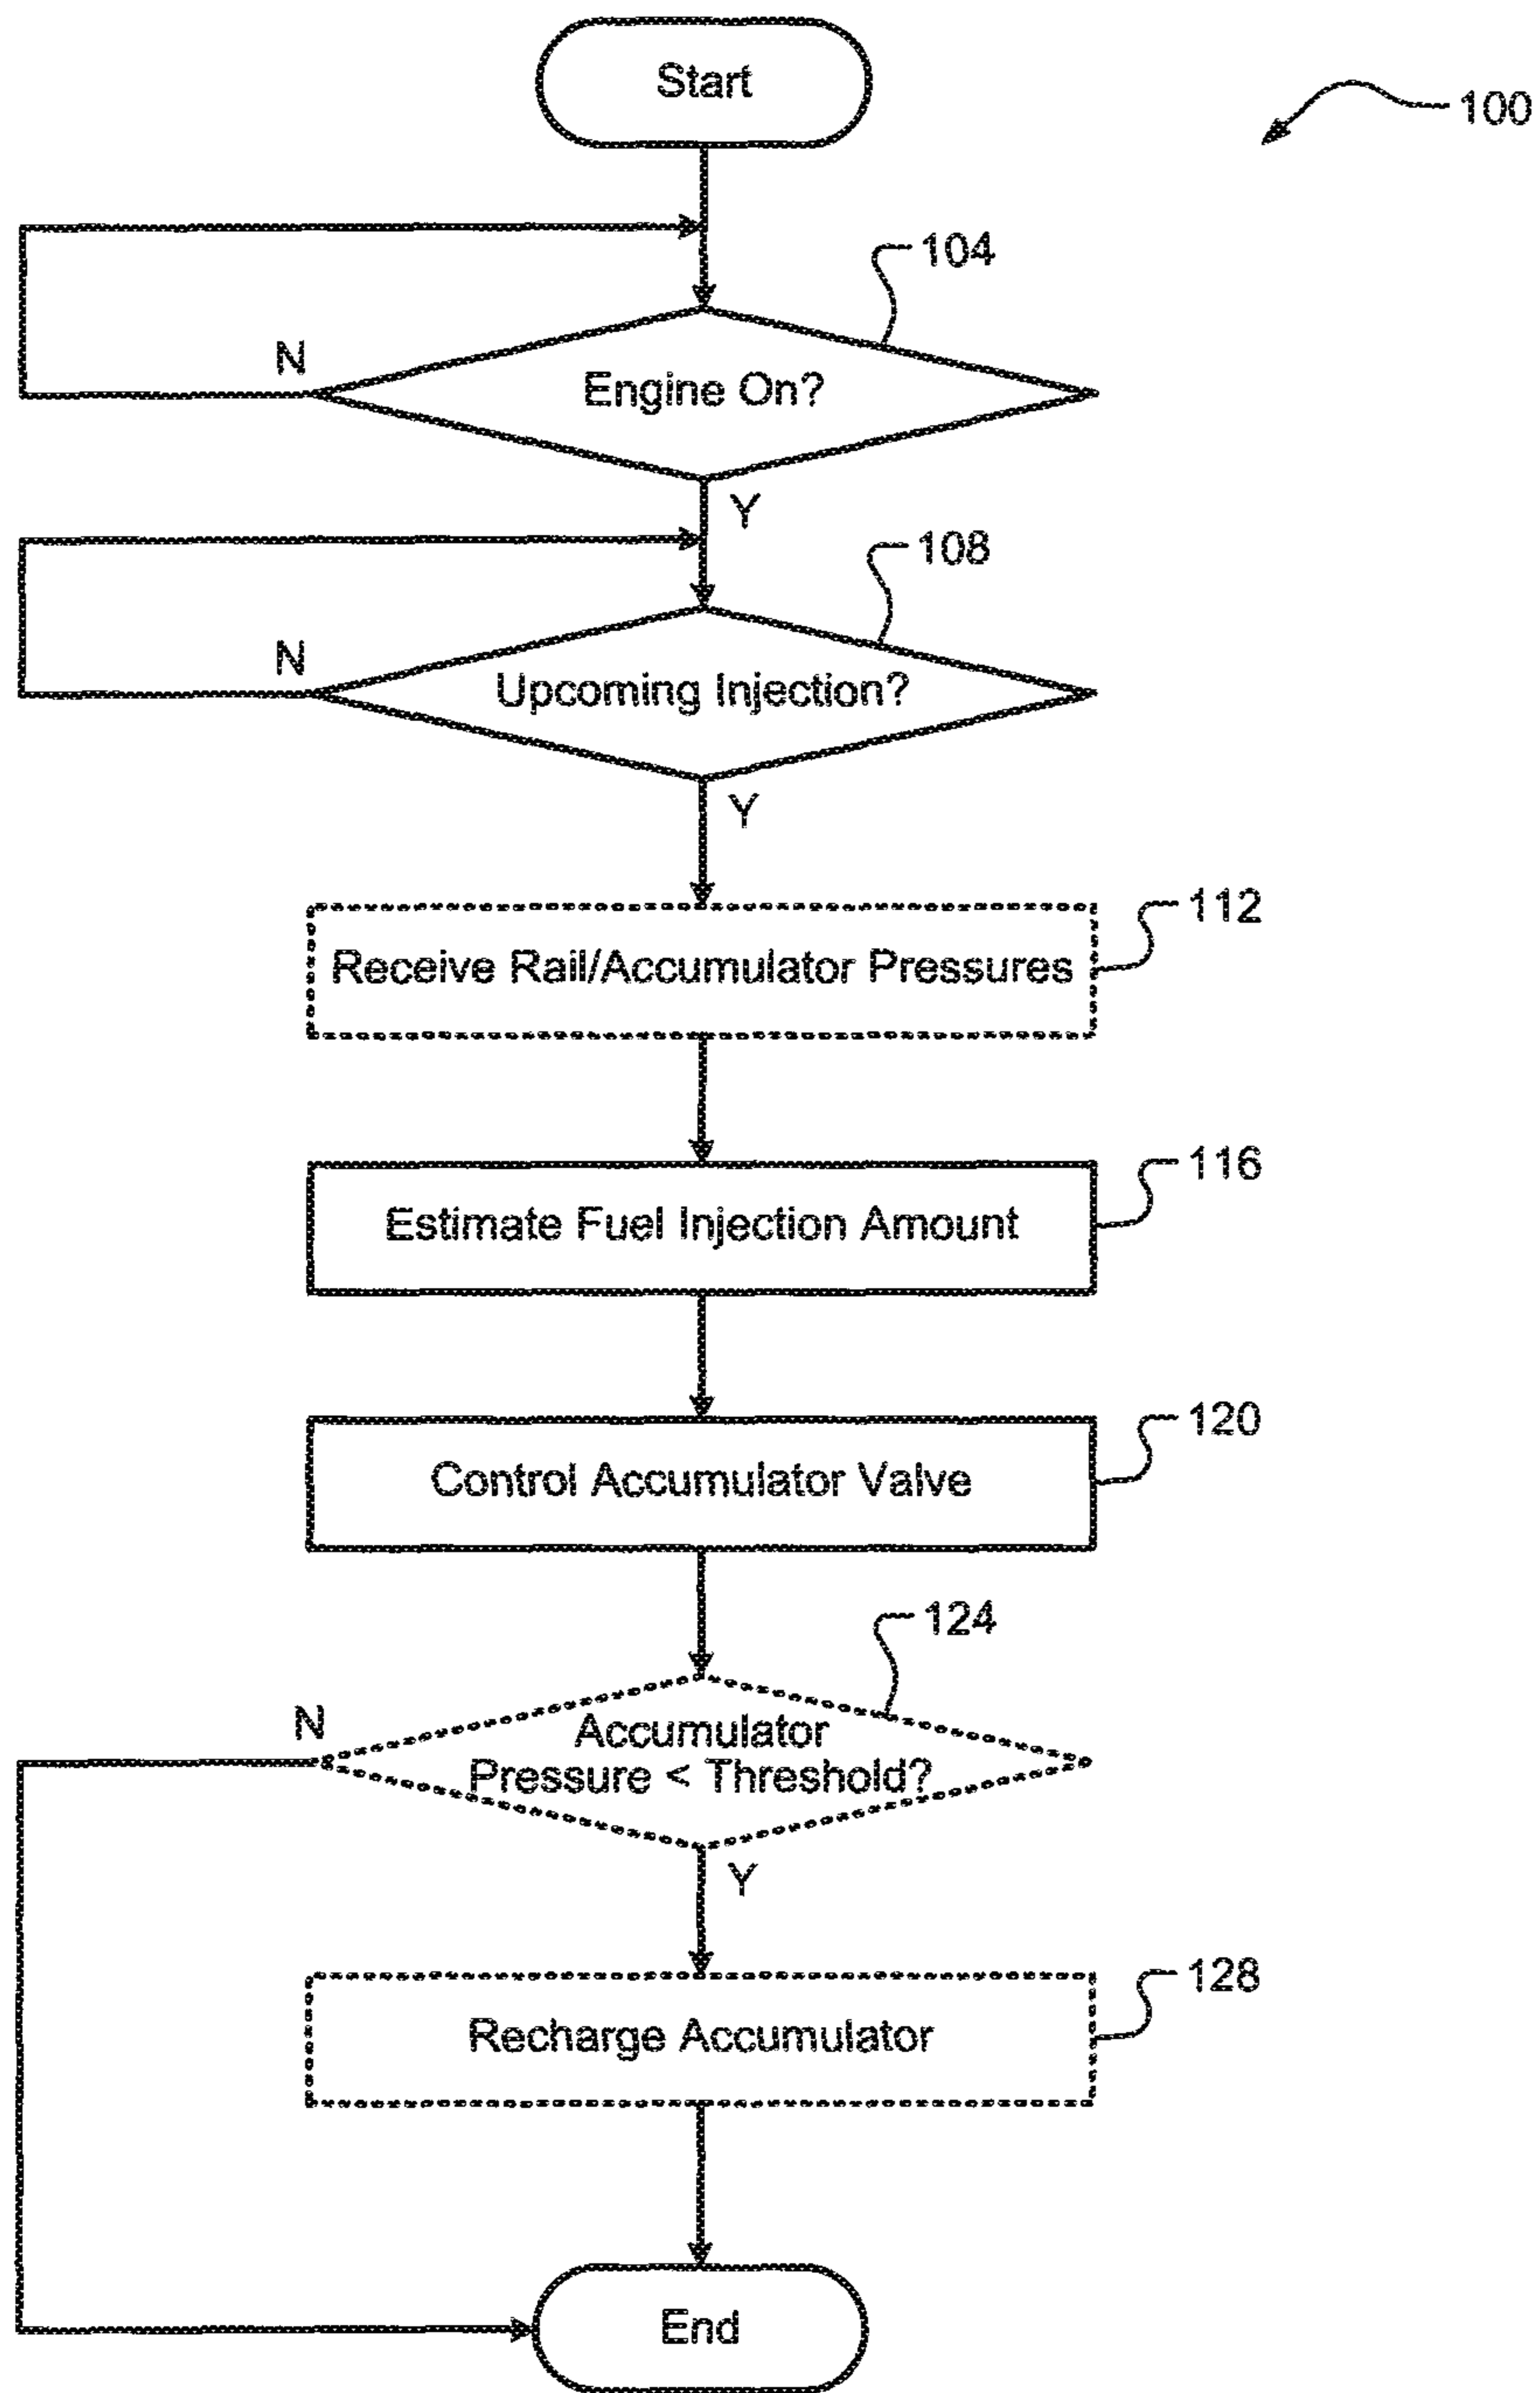 Start
100
104
N
Engine On?
Y
108
N
Upcoming Injection?
Y
112
Receive Rail/Accumulator Pressures
116
Estimate Fuel Injection Amount
120
Control Accumulator Valve
124
N
Accumulator
Pressure < Threshold?
Y
128
Recharge Accumulator
End